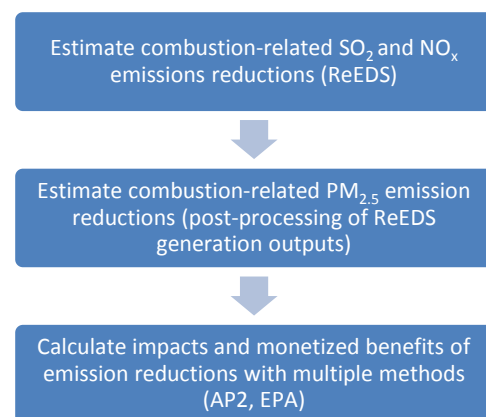 Estimate combustion-related SO₂ and NOₓ
emissions reductions (ReEDS)
Estimate combustion-related PM₂.₅ emission
reductions (post-processing of ReEDS
generation outputs)
Calculate impacts and monetized benefits of
emission reductions with multiple methods
(AP2, EPA)